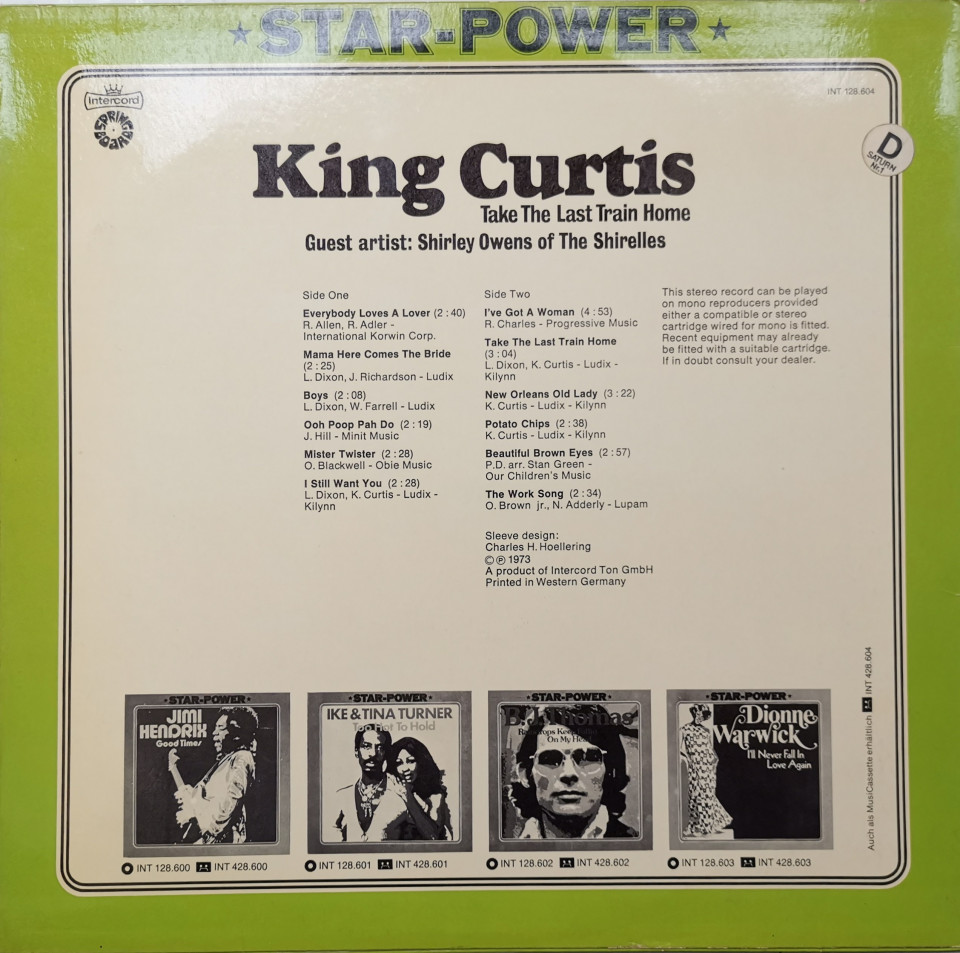 ★ STAR-POWER ★
Intercord
SPRING BOARD
INT 128.604
D
SATURN
Nr.1
King Curtis
Take The Last Train Home
Guest artist: Shirley Owens of The Shirelles
Side One
Everybody Loves A Lover (2 : 40)
R. Allen, R. Adler -
International Korwin Corp.
Mama Here Comes The Bride
(2 : 25)
L. Dixon, J. Richardson - Ludix
Boys (2 : 08)
L. Dixon, W. Farrell - Ludix
Ooh Poop Pah Do (2 : 19)
J. Hill - Minit Music
Mister Twister (2 : 28)
O. Blackwell - Obie Music
I Still Want You (2 : 28)
L. Dixon, K. Curtis - Ludix -
Kilynn
Side Two
I've Got A Woman (4 : 53)
R. Charles - Progressive Music
Take The Last Train Home
(3 : 04)
L. Dixon, K. Curtis - Ludix -
Kilynn
New Orleans Old Lady (3 : 22)
K. Curtis - Ludix - Kilynn
Potato Chips (2 : 38)
K. Curtis - Ludix - Kilynn
Beautiful Brown Eyes (2 : 57)
P.D. arr. Stan Green -
Our Children's Music
The Work Song (2 : 34)
O. Brown jr., N. Adderly - Lupam
Sleeve design:
Charles H. Hoellering
© ℗ 1973
A product of Intercord Ton GmbH
Printed in Western Germany
This stereo record can be played
on mono reproducers provided
either a compatible or stereo
cartridge wired for mono is fitted.
Recent equipment may already
be fitted with a suitable cartridge.
If in doubt consult your dealer.
Auch als MusiCassette erhältlich INT 428.604
STAR-POWER
JIMI
HENDRIX
Good Times
INT 128.600 INT 428.600
STAR-POWER
IKE & TINA TURNER
Too Hot To Hold
INT 128.601 INT 428.601
STAR-POWER
B.J. Thomas
On My Head
INT 128.602 INT 428.602
STAR-POWER
Dionne
Warwick
I'll Never Fall In
Love Again
INT 128.603 INT 428.603